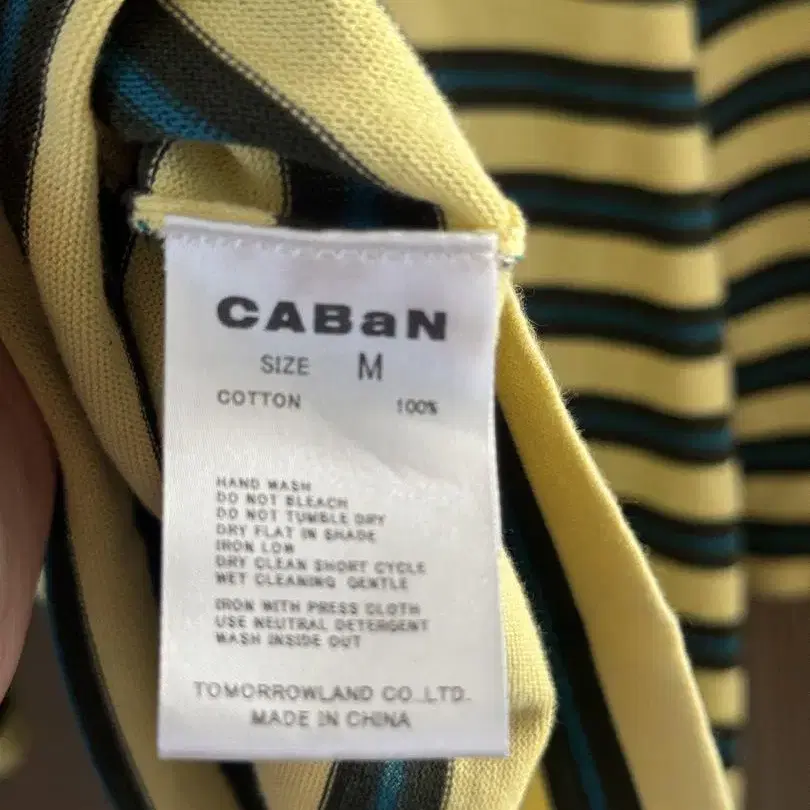 CABaN
SIZE M
COTTON 100%
HAND WASH
DO NOT BLEACH
DO NOT TUMBLE DRY
DRY FLAT IN SHADE
IRON LOW
DRY CLEAN SHORT CYCLE
WET CLEANING GENTLE
IRON WITH PRESS CLOTH
USE NEUTRAL DETERGENT
WASH INSIDE OUT
TOMORROWLAND CO.,LTD.
MADE IN CHINA